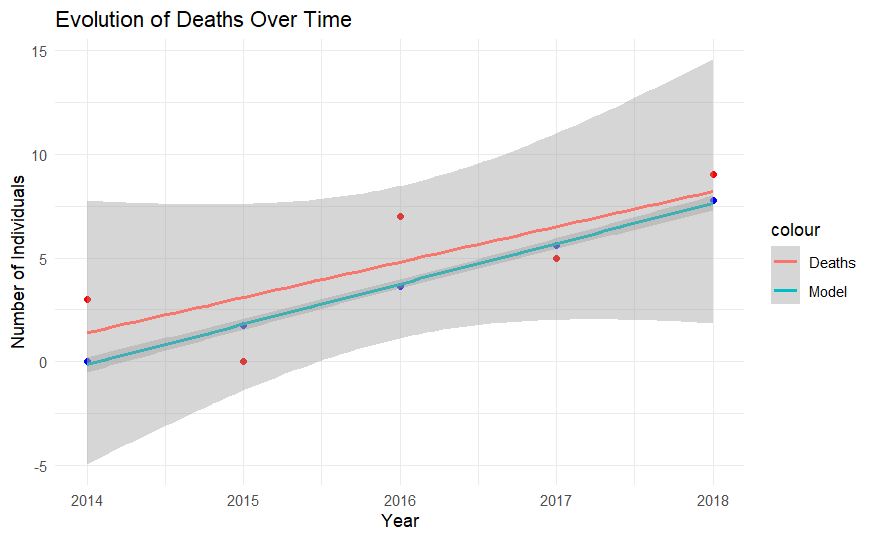 Evolution of Deaths Over Time
Number of Individuals
15
10
5
0
-5
2014 2015 2016 2017 2018
Year
colour
Deaths
Model